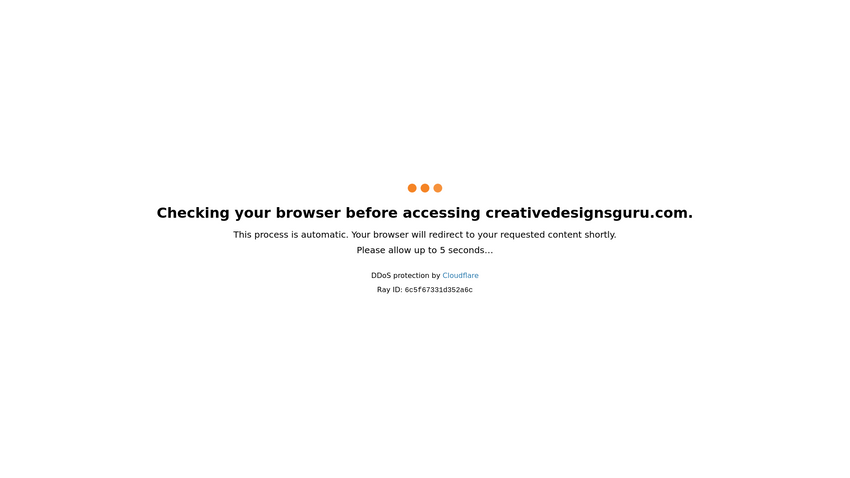 Checking your browser before accessing creativedesignsguru.com.
This process is automatic. Your browser will redirect to your requested content shortly.
Please allow up to 5 seconds...
DDoS protection by Cloudflare
Ray ID: 6c5f67331d352a6c